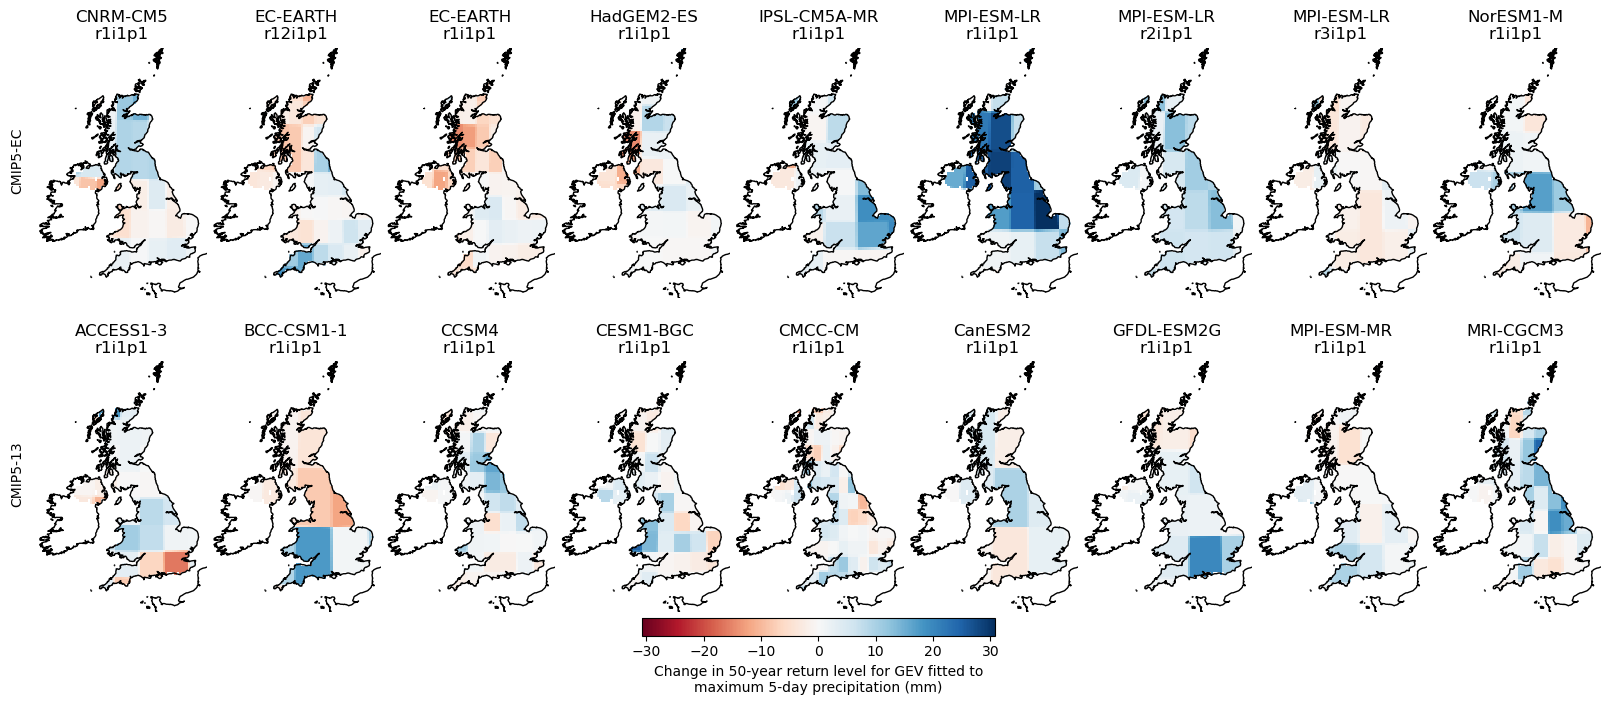 CNRM-CM5
r1i1p1
EC-EARTH
r12i1p1
EC-EARTH
r1i1p1
HadGEM2-ES
r1i1p1
IPSL-CM5A-MR
r1i1p1
MPI-ESM-LR
r1i1p1
MPI-ESM-LR
r2i1p1
MPI-ESM-LR
r3i1p1
NorESM1-M
r1i1p1
CMIP5-EC
ACCESS1-3
r1i1p1
BCC-CSM1-1
r1i1p1
CCSM4
r1i1p1
CESM1-BGC
r1i1p1
CMCC-CM
r1i1p1
CanESM2
r1i1p1
GFDL-ESM2G
r1i1p1
MPI-ESM-MR
r1i1p1
MRI-CGCM3
r1i1p1
CMIP5-13
−30 −20 −10 0 10 20 30
Change in 50-year return level for GEV fitted to
maximum 5-day precipitation (mm)